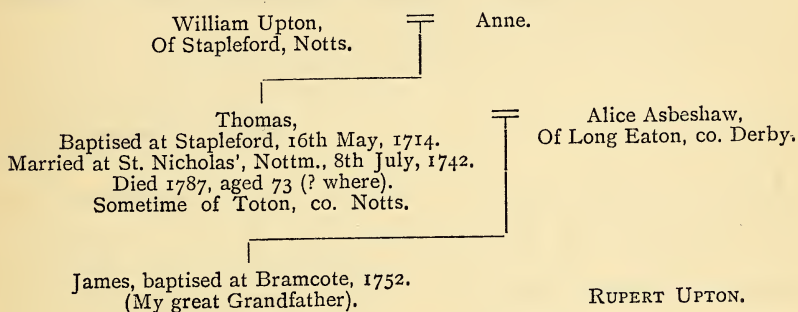 William Upton,
Of Stapleford, Notts.
Anne.
Thomas,
Baptised at Stapleford, 16th May, 1714.
Married at St. Nicholas', Nottm., 8th July, 1742.
Died 1787, aged 73 (? where).
Sometime of Toton, co. Notts.
Alice Asbeshaw,
Of Long Eaton, co. Derby.
James, baptised at Bramcote, 1752.
(My great Grandfather).
RUPERT UPTON.